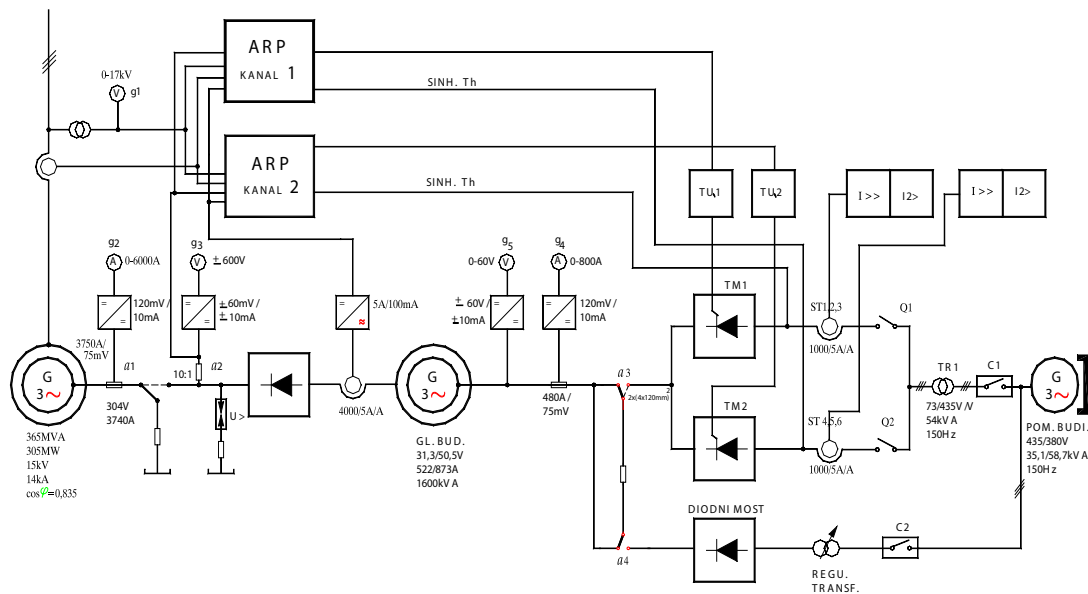 ARP
KANAL 1
0-17kV
V g1
SINH. Th
ARP
KANAL 2
SINH. Th
TU1
TU2
I >> I2>
I >> I2>
g2
A 0-6000A
g3
V ± 600V
g5
0-60V V
g4
A 0-800A
= 120mV /
= 10mA
= ±60mV /
= ±10mA
= 5A/100mA
≈
± 60V / =
±10mA =
= 120mV /
= 10mA
TM1
ST1,2,3
1000/5A/A
Q1
3750A/
75mV
a1
10:1
a2
G
3~
304V
3740A
U >
4000/5A/A
G
3~
480A /
75mV
a3
2
2x(4x120mm)
TM2
ST 4,5,6
1000/5A/A
Q2
TR1
C1
73/435V /V
54kV A
150Hz
G
3~
POM. BUDI.
435/380V
35,1/58,7kV A
150Hz
365MVA
305MW
15kV
14kA
cosφ=0,835
GL. BUD.
31,3/50,5V
522/873A
1600kV A
DIODNI MOST
a4
C2
REGU.
TRANSF.